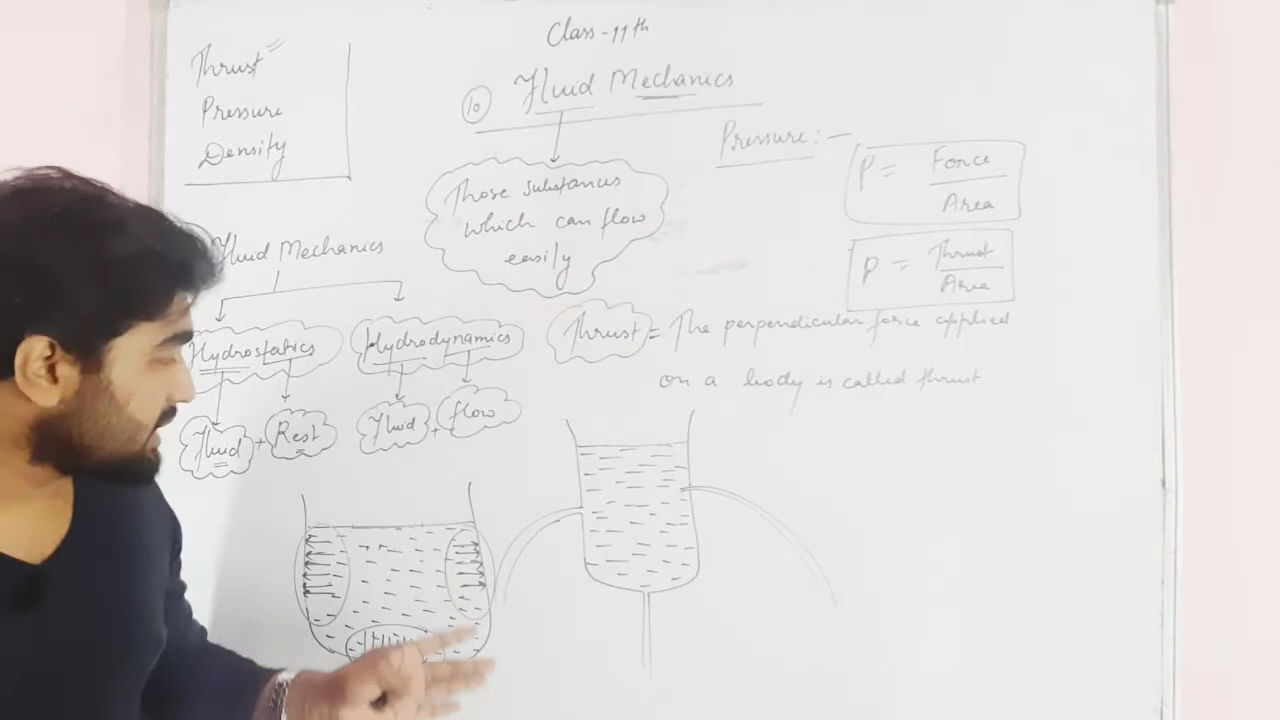 Class-11th
10 Fluid Mechanics
Thrust
Pressure
Density
Those substances
which can flow
easily
Pressure:-
P = Force
Area
P = Thrust
Area
Fluid Mechanics
Hydrostatics
Hydrodynamics
Fluid + Rest
Fluid + flow
Thrust = The perpendicular force applied
on a body is called thrust